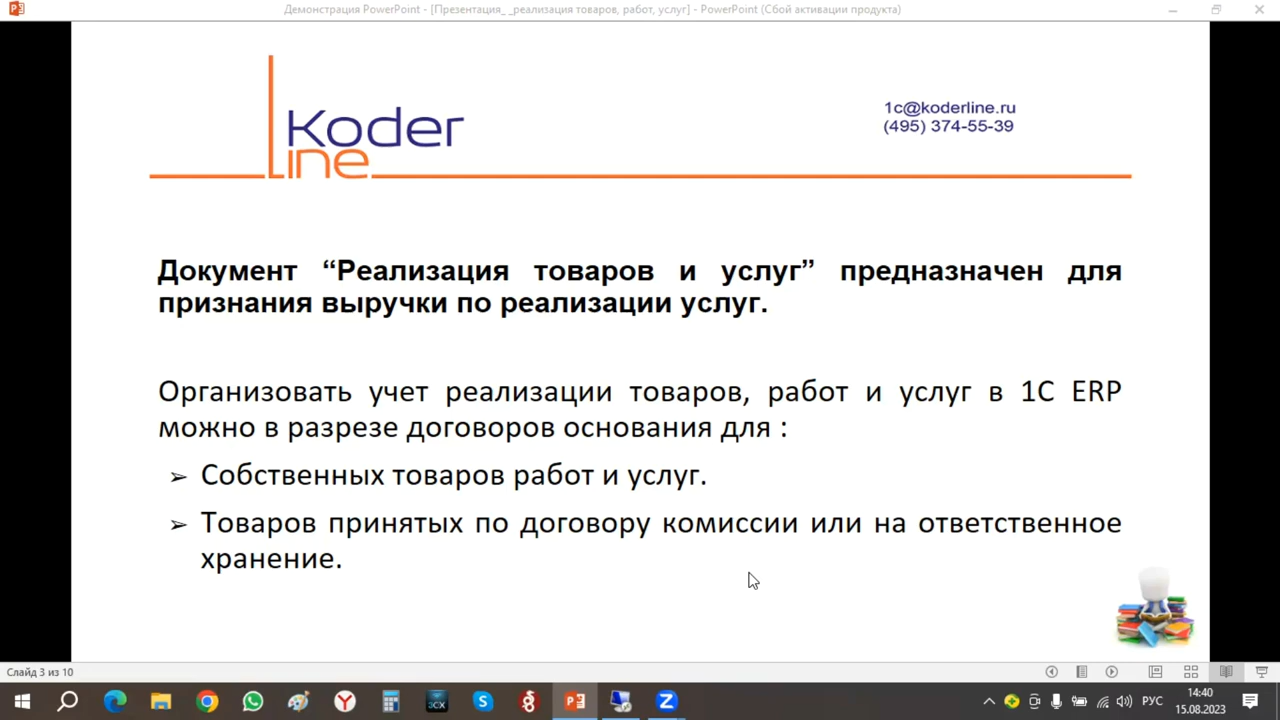 Демонстрация PowerPoint - [Презентация_ _реализация товаров, работ, услуг] - PowerPoint (Сбой активации продукта)
Koder
line
1c@koderline.ru
(495) 374-55-39
Документ “Реализация товаров и услуг” предназначен для
признания выручки по реализации услуг.
Организовать учет реализации товаров, работ и услуг в 1С ERP
можно в разрезе договоров основания для :
➢ Собственных товаров работ и услуг.
➢ Товаров принятых по договору комиссии или на ответственное
хранение.
Слайд 3 из 10
3CX
РУС
14:40
15.08.2023